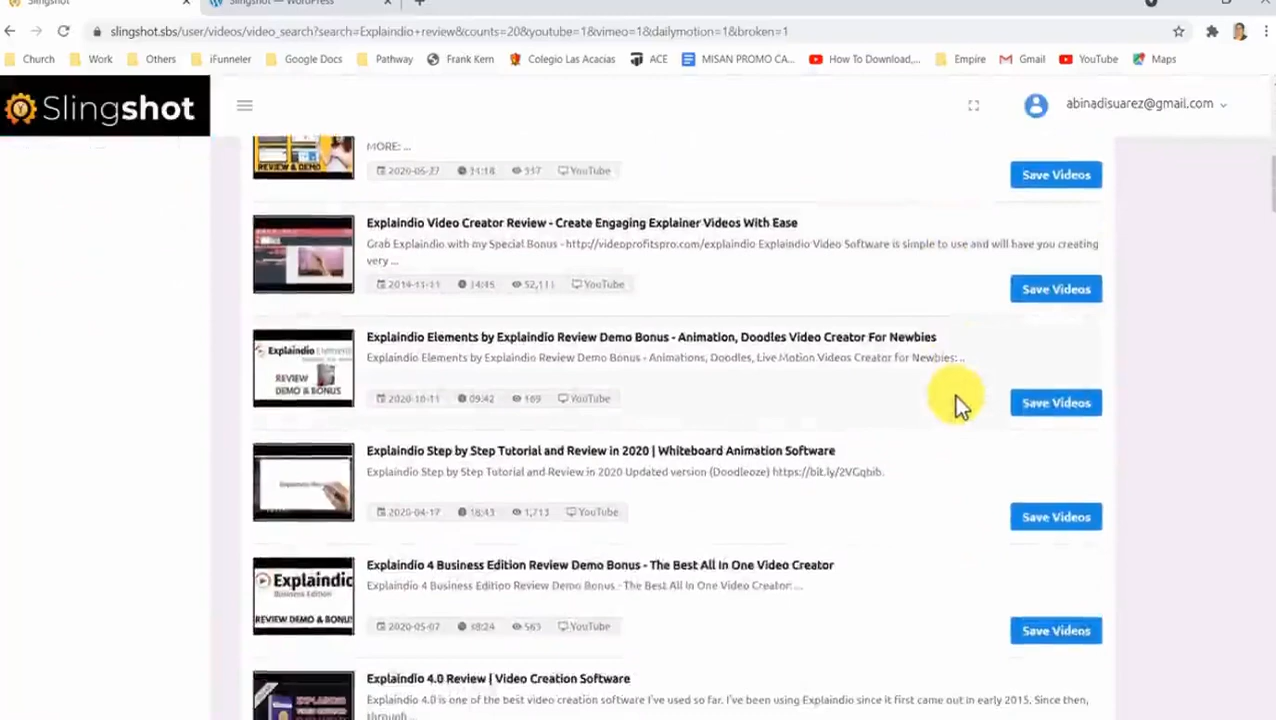 Slingshot
Slingshot — WordPress
slingshot.sbs/user/videos/video_search?search=Explaindio+review&counts=20&youtube=1&vimeo=1&dailymotion=1&broken=1
Church Work Others iFunneler Google Docs Pathway Frank Kern Colegio Las Acacias ACE MISAN PROMO CA... How To Download,... Empire Gmail YouTube Maps
Slingshot
abinadisuarez@gmail.com
MORE: ...
REVIEW & DEMO
2020-05-27 YouTube
Save Videos
Explaindio Video Creator Review - Create Engaging Explainer Videos With Ease
Grab Explaindio with my Special Bonus - http://videoprofitspro.com/explaindio Explaindio Video Software is simple to use and will have you creating
very ...
2014-11-11 14:45 52,111 YouTube
Save Videos
Explaindio Elements by Explaindio Review Demo Bonus - Animation, Doodles Video Creator For Newbies
Explaindio Elements by Explaindio Review Demo Bonus - Animations, Doodles, Live Motion Videos Creator for Newbies: ..
Explaindio Elements
REVIEW
DEMO & BONUS
2020-10-11 09:42 169 YouTube
Save Videos
Explaindio Step by Step Tutorial and Review in 2020 | Whiteboard Animation Software
Explaindio Step by Step Tutorial and Review in 2020 Updated version (Doodleoze) https://bit.ly/2VGqbib.
2020-04-17 18:43 1,713 YouTube
Save Videos
Explaindio 4 Business Edition Review Demo Bonus - The Best All In One Video Creator
Explaindio 4 Business Edition Review Demo Bonus - The Best All In One Video Creator: ...
Explaindio
Business Edition
REVIEW DEMO & BONUS
2020-05-07 08:24 563 YouTube
Save Videos
Explaindio 4.0 Review | Video Creation Software
Explaindio 4.0 is one of the best video creation software I've used so far. I've been using Explaindio since it first came out in early 2015. Since then,
through ...
EXPLAINDIO